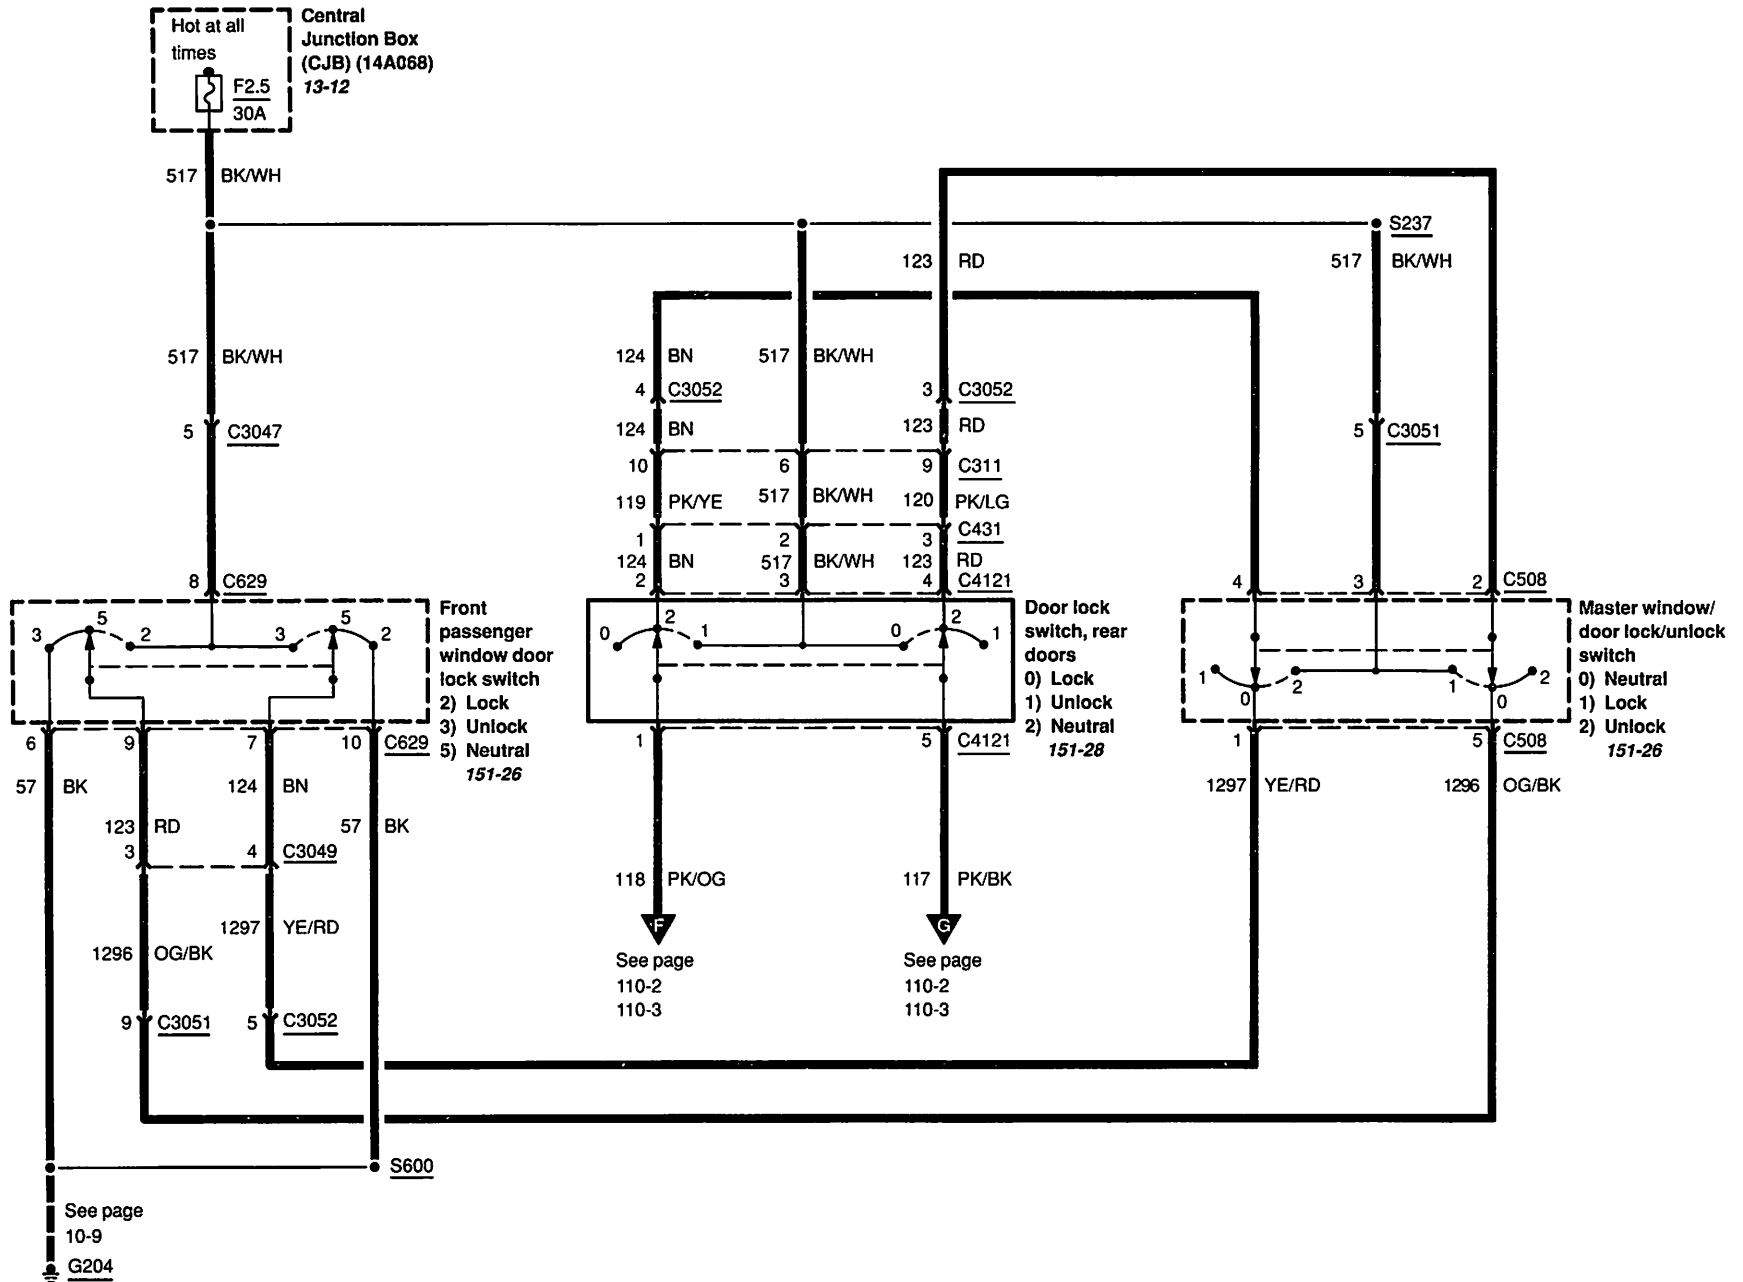 Hot at all
times
F2.5
30A
Central
Junction Box
(CJB) (14A068)
13-12
517 BK/WH
S237
123 RD
517 BK/WH
517 BK/WH
124 BN
517 BK/WH
4 C3052
3 C3052
124 BN
123 RD
5 C3047
5 C3051
10 6 9 C311
119 PK/YE
517 BK/WH
120 PK/LG
1 2 3 C431
124 BN
517 BK/WH
123 RD
8 C629
2 3 4 C4121
4 3 2 C508
3 5 2 3 5 2
Front
passenger
window door
lock switch
2) Lock
3) Unlock
5) Neutral
151-26
0 2 1 0 2 1
Door lock
switch, rear
doors
0) Lock
1) Unlock
2) Neutral
151-28
1 0 2 1 0 2
Master window/
door lock/unlock
switch
0) Neutral
1) Lock
2) Unlock
151-26
6 9 7 10 C629
1 5 C4121
1 5 C508
57 BK
124 BN
1297 YE/RD
1296 OG/BK
123 RD
57 BK
3 4 C3049
118 PK/OG
117 PK/BK
1297 YE/RD
F
G
1296 OG/BK
See page
110-2
110-3
See page
110-2
110-3
9 C3051
5 C3052
S600
See page
10-9
G204